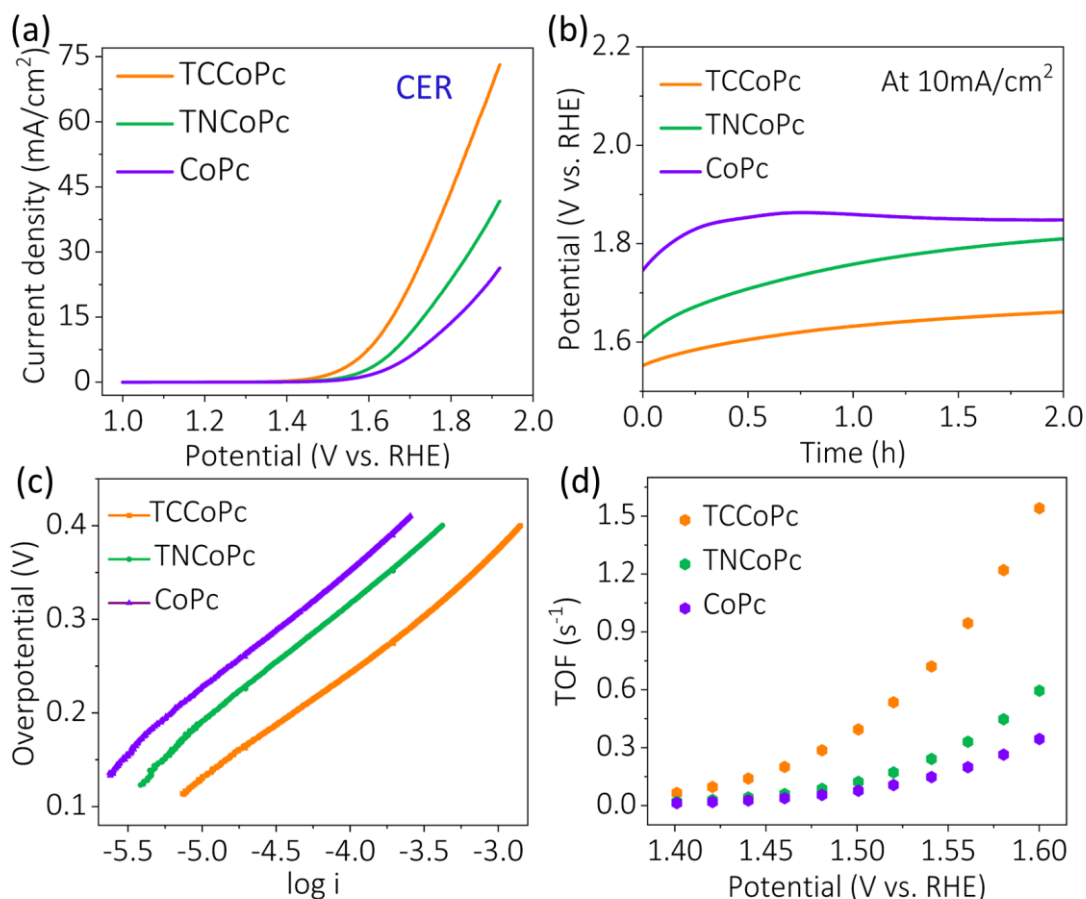 (a)
75
60
45
30
15
0
Current density (mA/cm²)
TCCoPc
TNCoPc
CoPc
CER
1.0 1.2 1.4 1.6 1.8 2.0
Potential (V vs. RHE)
(b)
2.2
2.0
1.8
1.6
Potential (V vs. RHE)
TCCoPc
TNCoPc
CoPc
At 10mA/cm²
0.0 0.5 1.0 1.5 2.0
Time (h)
(c)
0.4
0.3
0.2
0.1
Overpotential (V)
TCCoPc
TNCoPc
CoPc
-5.5 -5.0 -4.5 -4.0 -3.5 -3.0
log i
(d)
1.5
1.2
0.9
0.6
0.3
0.0
TOF (s⁻¹)
TCCoPc
TNCoPc
CoPc
1.40 1.45 1.50 1.55 1.60
Potential (V vs. RHE)